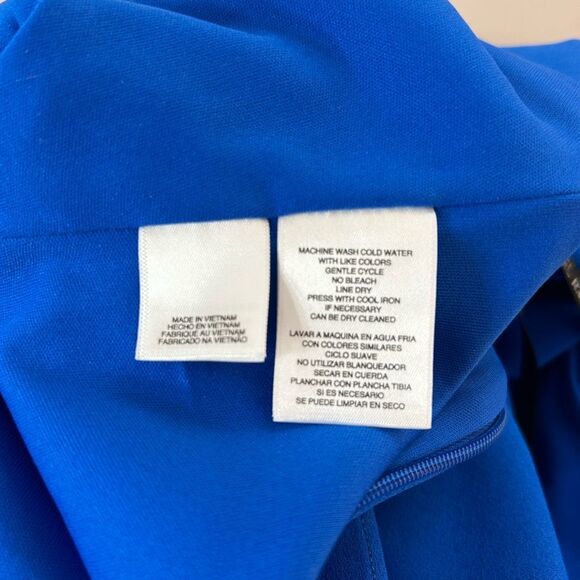 MADE IN VIETNAM
HECHO EN VIETNAM
FABRIQUÉ AU VIETNAM
FABRICADO NA VIETNÃO
MACHINE WASH COLD WATER
WITH LIKE COLORS
GENTLE CYCLE
NO BLEACH
LINE DRY
PRESS WITH COOL IRON
IF NECESSARY
CAN BE DRY CLEANED
LAVAR A MAQUINA EN AGUA FRIA
CON COLORES SIMILARES
CICLO SUAVE
NO UTILIZAR BLANQUEADOR
SECAR EN CUERDA
PLANCHAR CON PLANCHA TIBIA
SI ES NECESARIO
SE PUEDE LIMPIAR EN SECO